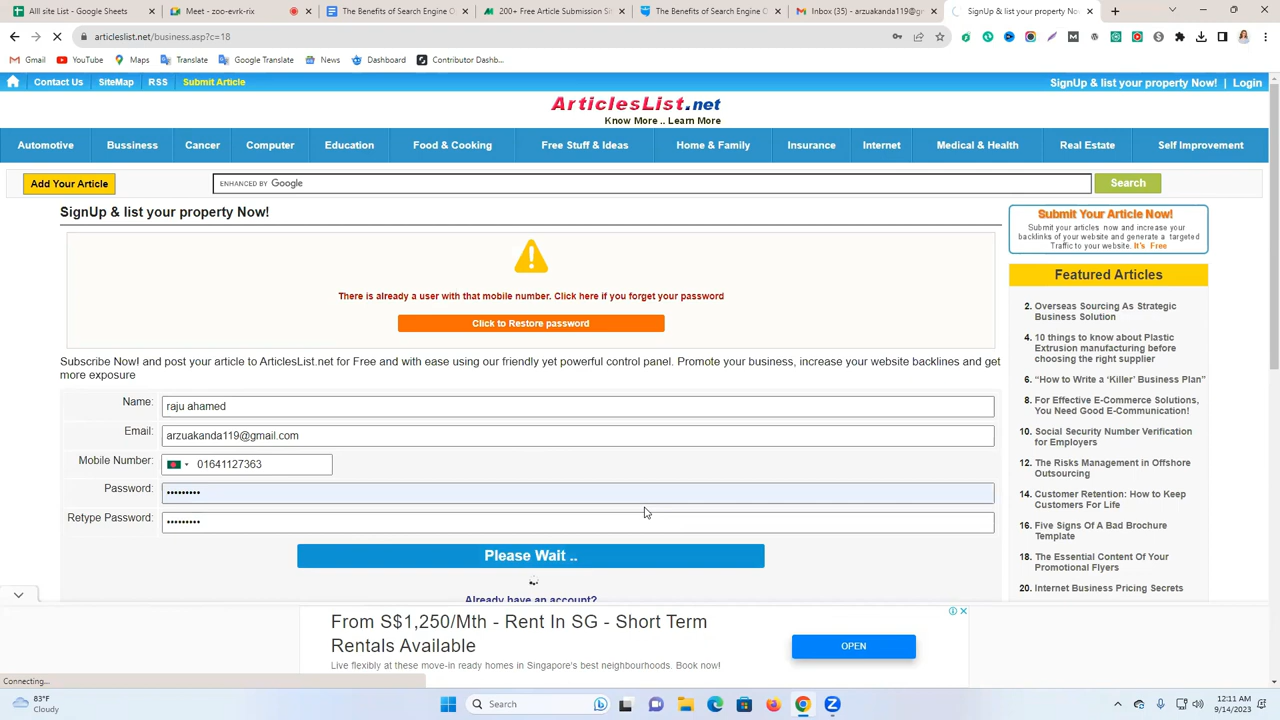 Alll site List - Google Sheets
Meet - zoo-evrk-rix
The Benefits of Search Engine O
200+ Free Article Submission Si
The Benefits of Search Engine O
Inbox (35) - arzuakanda119@g
SignUp & list your property No
articleslist.net/business.asp?c=18
Gmail
YouTube
Maps
Translate
Google Translate
News
Dashboard
Contributor Dashb...
Contact Us
SiteMap
RSS
Submit Article
SignUp & list your property Now! | Login
ArticlesList.net
Know More .. Learn More
Automotive
Bussiness
Cancer
Computer
Education
Food & Cooking
Free Stuff & Ideas
Home & Family
Insurance
Internet
Medical & Health
Real Estate
Self Improvement
Add Your Article
ENHANCED BY Google
Search
SignUp & list your property Now!
There is already a user with that mobile number. Click here if you forget your password
Click to Restore password
Subscribe Now! and post your article to ArticlesList.net for Free and with ease using our friendly yet powerful control panel. Promote your business, increase your website backlines and get
more exposure
Name:
raju ahamed
Email:
arzuakanda119@gmail.com
Mobile Number:
01641127363
Password:
•••••••••
Retype Password:
•••••••••
Please Wait ..
Already have an account?
Submit Your Article Now!
Submit your articles now and increase your
backlinks of your website and generate a targeted
Traffic to your website. It's Free
Featured Articles
2. Overseas Sourcing As Strategic
Business Solution
4. 10 things to know about Plastic
Extrusion manufacturing before
choosing the right supplier
6. “How to Write a ‘Killer’ Business Plan”
8. For Effective E-Commerce Solutions,
You Need Good E-Communication!
10. Social Security Number Verification
for Employers
12. The Risks Management in Offshore
Outsourcing
14. Customer Retention: How to Keep
Customers For Life
16. Five Signs Of A Bad Brochure
Template
18. The Essential Content Of Your
Promotional Flyers
20. Internet Business Pricing Secrets
From S$1,250/Mth - Rent In SG - Short Term
Rentals Available
Live flexibly at these move-in ready homes in Singapore's best neighbourhoods. Book now!
OPEN
Connecting...
83°F
Cloudy
Search
12:11 AM
9/14/2023